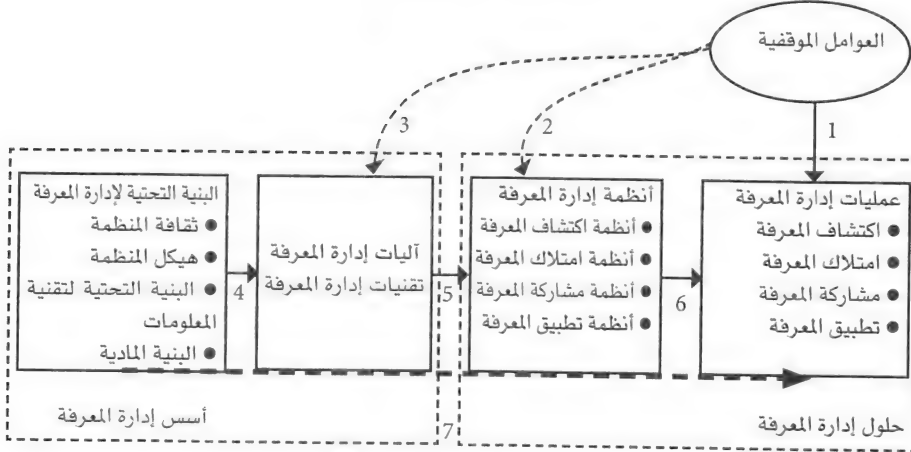 العوامل الموقفية
1
2
3
عمليات إدارة المعرفة
● اكتشاف المعرفة
● امتلاك المعرفة
● مشاركة المعرفة
● تطبيق المعرفة
6
أنظمة إدارة المعرفة
● أنظمة اكتشاف المعرفة
● أنظمة امتلاك المعرفة
● أنظمة مشاركة المعرفة
● أنظمة تطبيق المعرفة
5
آليات إدارة المعرفة
تقنيات إدارة المعرفة
4
البنية التحتية لإدارة المعرفة
● ثقافة المنظمة
● هيكل المنظمة
● البنية التحتية لتقنية
المعلومات
● البنية المادية
حلول إدارة المعرفة
7
أسس إدارة المعرفة